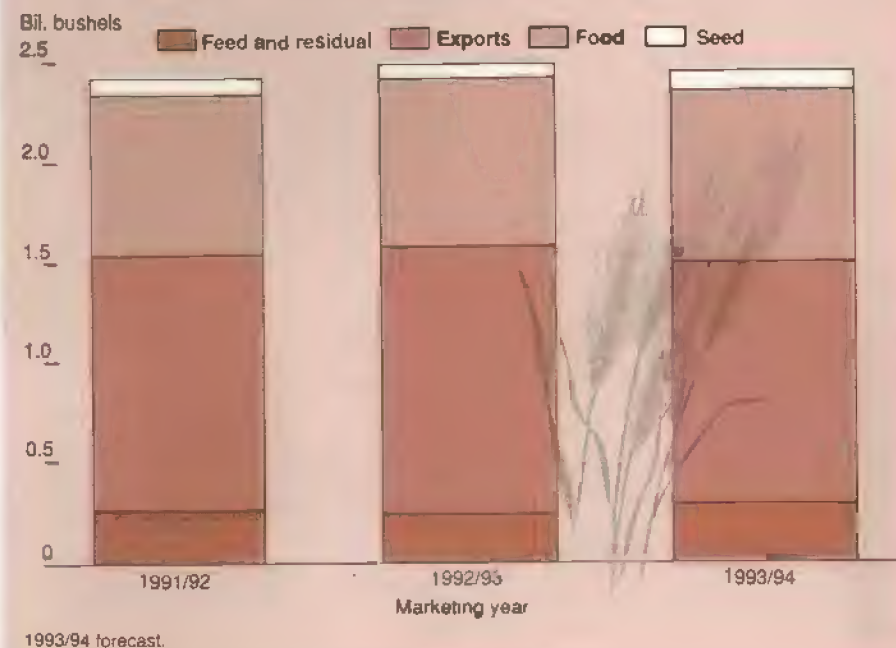 Bil. bushels
Feed and residual Exports Food Seed
2.5
2.0
1.5
1.0
0.5
0
1991/92 1992/93 1993/94
Marketing year
1993/94 forecast.